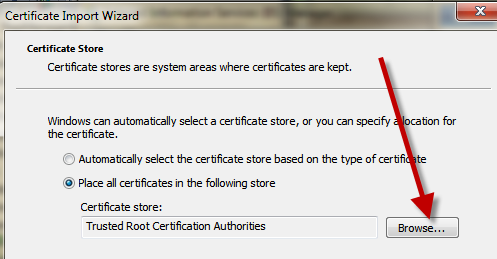 Certificate Import Wizard
Certificate Store
Certificate stores are system areas where certificates are kept.
Windows can automatically select a certificate store, or you can specify a location for
the certificate.
Automatically select the certificate store based on the type of certificate
Place all certificates in the following store
Certificate store:
Trusted Root Certification Authorities
Browse...